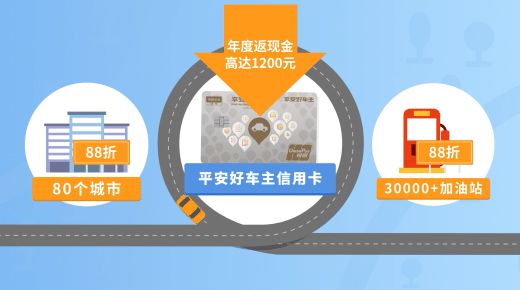 年度返现金
高达1200元
平安好车主
88折
80个城市
平安好车主信用卡
88折
30000+加油站